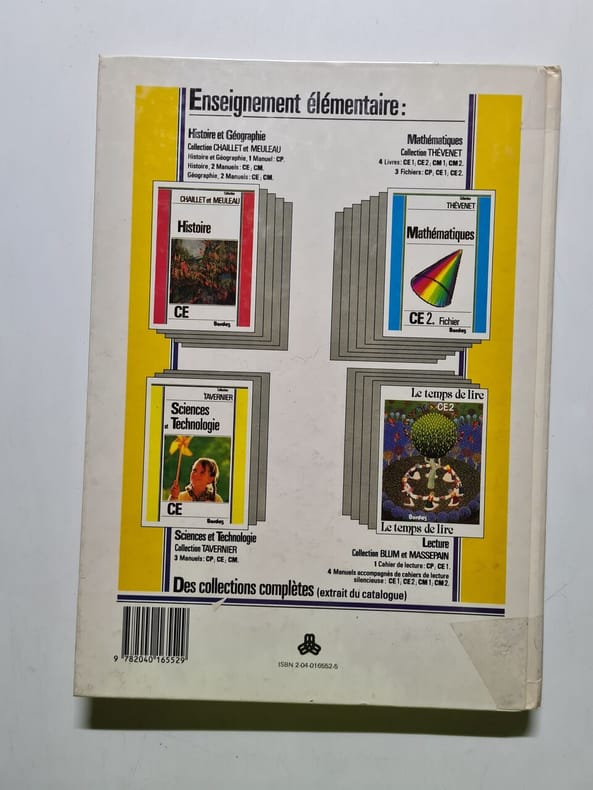 Enseignement élémentaire :
Histoire et Géographie
Collection CHAILLET et MEULEAU
Histoire et Géographie, 1 Manuel : CP.
Histoire, 2 Manuels : CE, CM.
Géographie, 2 Manuels : CE, CM.
Mathématiques
Collection THÉVENET
4 Livres : CE 1, CE 2, CM 1, CM 2.
3 Fichiers : CP, CE 1, CE 2.
Collection
CHAILLET et MEULEAU
Histoire
CE
Bordas
Collection
THÉVENET
Mathématiques
CE 2. Fichier
Bordas
Collection
TAVERNIER
Sciences
et Technologie
CE
Bordas
Le temps de lire
CE2
Bordas
Le temps de lire
Sciences et Technologie
Collection TAVERNIER
3 Manuels : CP, CE, CM.
Lecture
Collection BLUM et MASSEPAIN
1 Cahier de lecture : CP, CE 1.
4 Manuels accompagnés de cahiers de lecture
silencieuse : CE 1, CE 2, CM 1, CM 2.
Des collections complètes (extrait du catalogue)
9 782040 165529
ISBN 2-04-016552-5